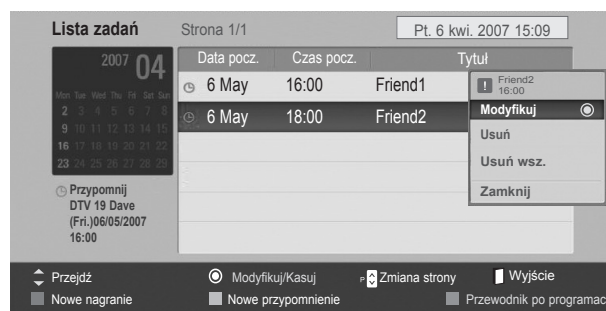 Lista zadań Strona 1/1 Pt. 6 kwi. 2007 15:09
2007 04
Mon Tue Wed Thu Fri Sat Sun
2 3 4 5 6 7 8
9 10 11 12 13 14 15
16 17 18 19 20 21 22
23 24 25 26 27 28 29
Przypomnij
DTV 19 Dave
(Fri.)06/05/2007
16:00
Data pocz. Czas pocz. Tytuł
6 May 16:00 Friend1
6 May 18:00 Friend2
! Friend2
16:00
Modyfikuj
Usuń
Usuń wsz.
Zamknij
Przejdź Modyfikuj/Kasuj P Zmiana strony Wyjście
Nowe nagranie Nowe przypomnienie Przewodnik po programac